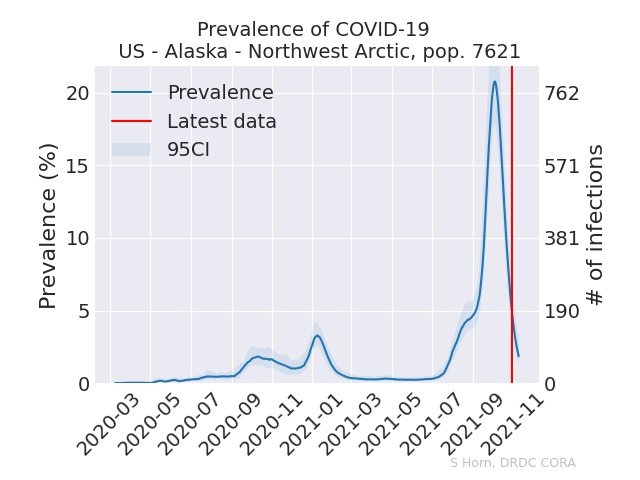 Prevalence of COVID-19
US - Alaska - Northwest Arctic, pop. 7621
Prevalence
Latest data
95CI
Prevalence (%)
20
15
10
5
0
# of infections
762
571
381
190
0
2020-03
2020-05
2020-07
2020-09
2020-11
2021-01
2021-03
2021-05
2021-07
2021-09
2021-11
S Horn, DRDC CORA